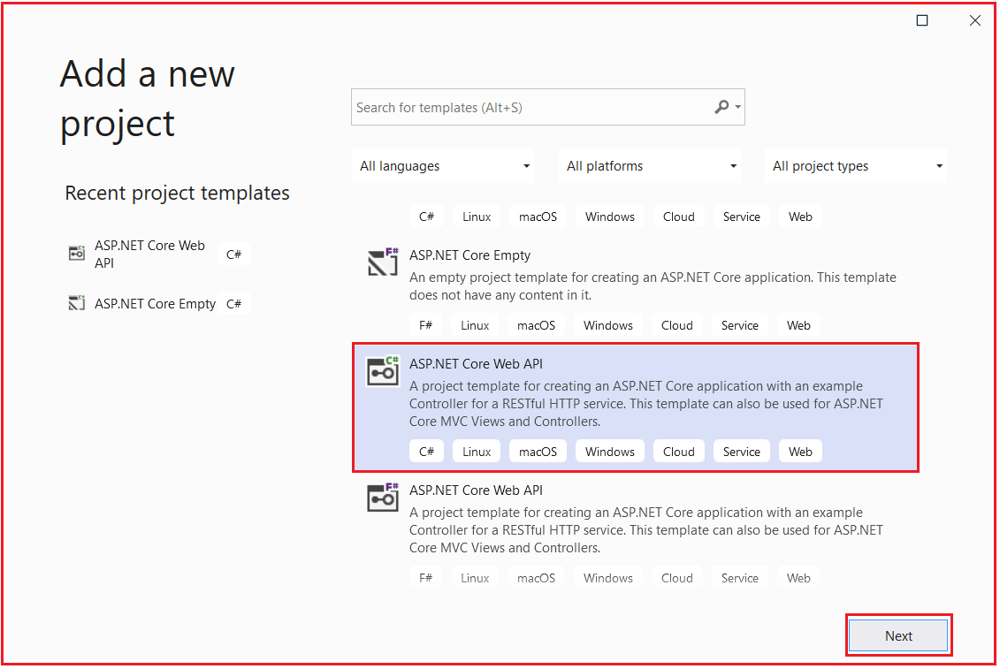 Add a new
project
Recent project templates
ASP.NET Core Web
API
C#
ASP.NET Core Empty C#
Search for templates (Alt+S)
All languages All platforms All project types
C# Linux macOS Windows Cloud Service Web
F#
ASP.NET Core Empty
An empty project template for creating an ASP.NET Core application. This template
does not have any content in it.
F# Linux macOS Windows Cloud Service Web
C#
ASP.NET Core Web API
A project template for creating an ASP.NET Core application with an example
Controller for a RESTful HTTP service. This template can also be used for ASP.NET
Core MVC Views and Controllers.
C# Linux macOS Windows Cloud Service Web
F#
ASP.NET Core Web API
A project template for creating an ASP.NET Core application with an example
Controller for a RESTful HTTP service. This template can also be used for ASP.NET
Core MVC Views and Controllers.
F# Linux macOS Windows Cloud Service Web
Next